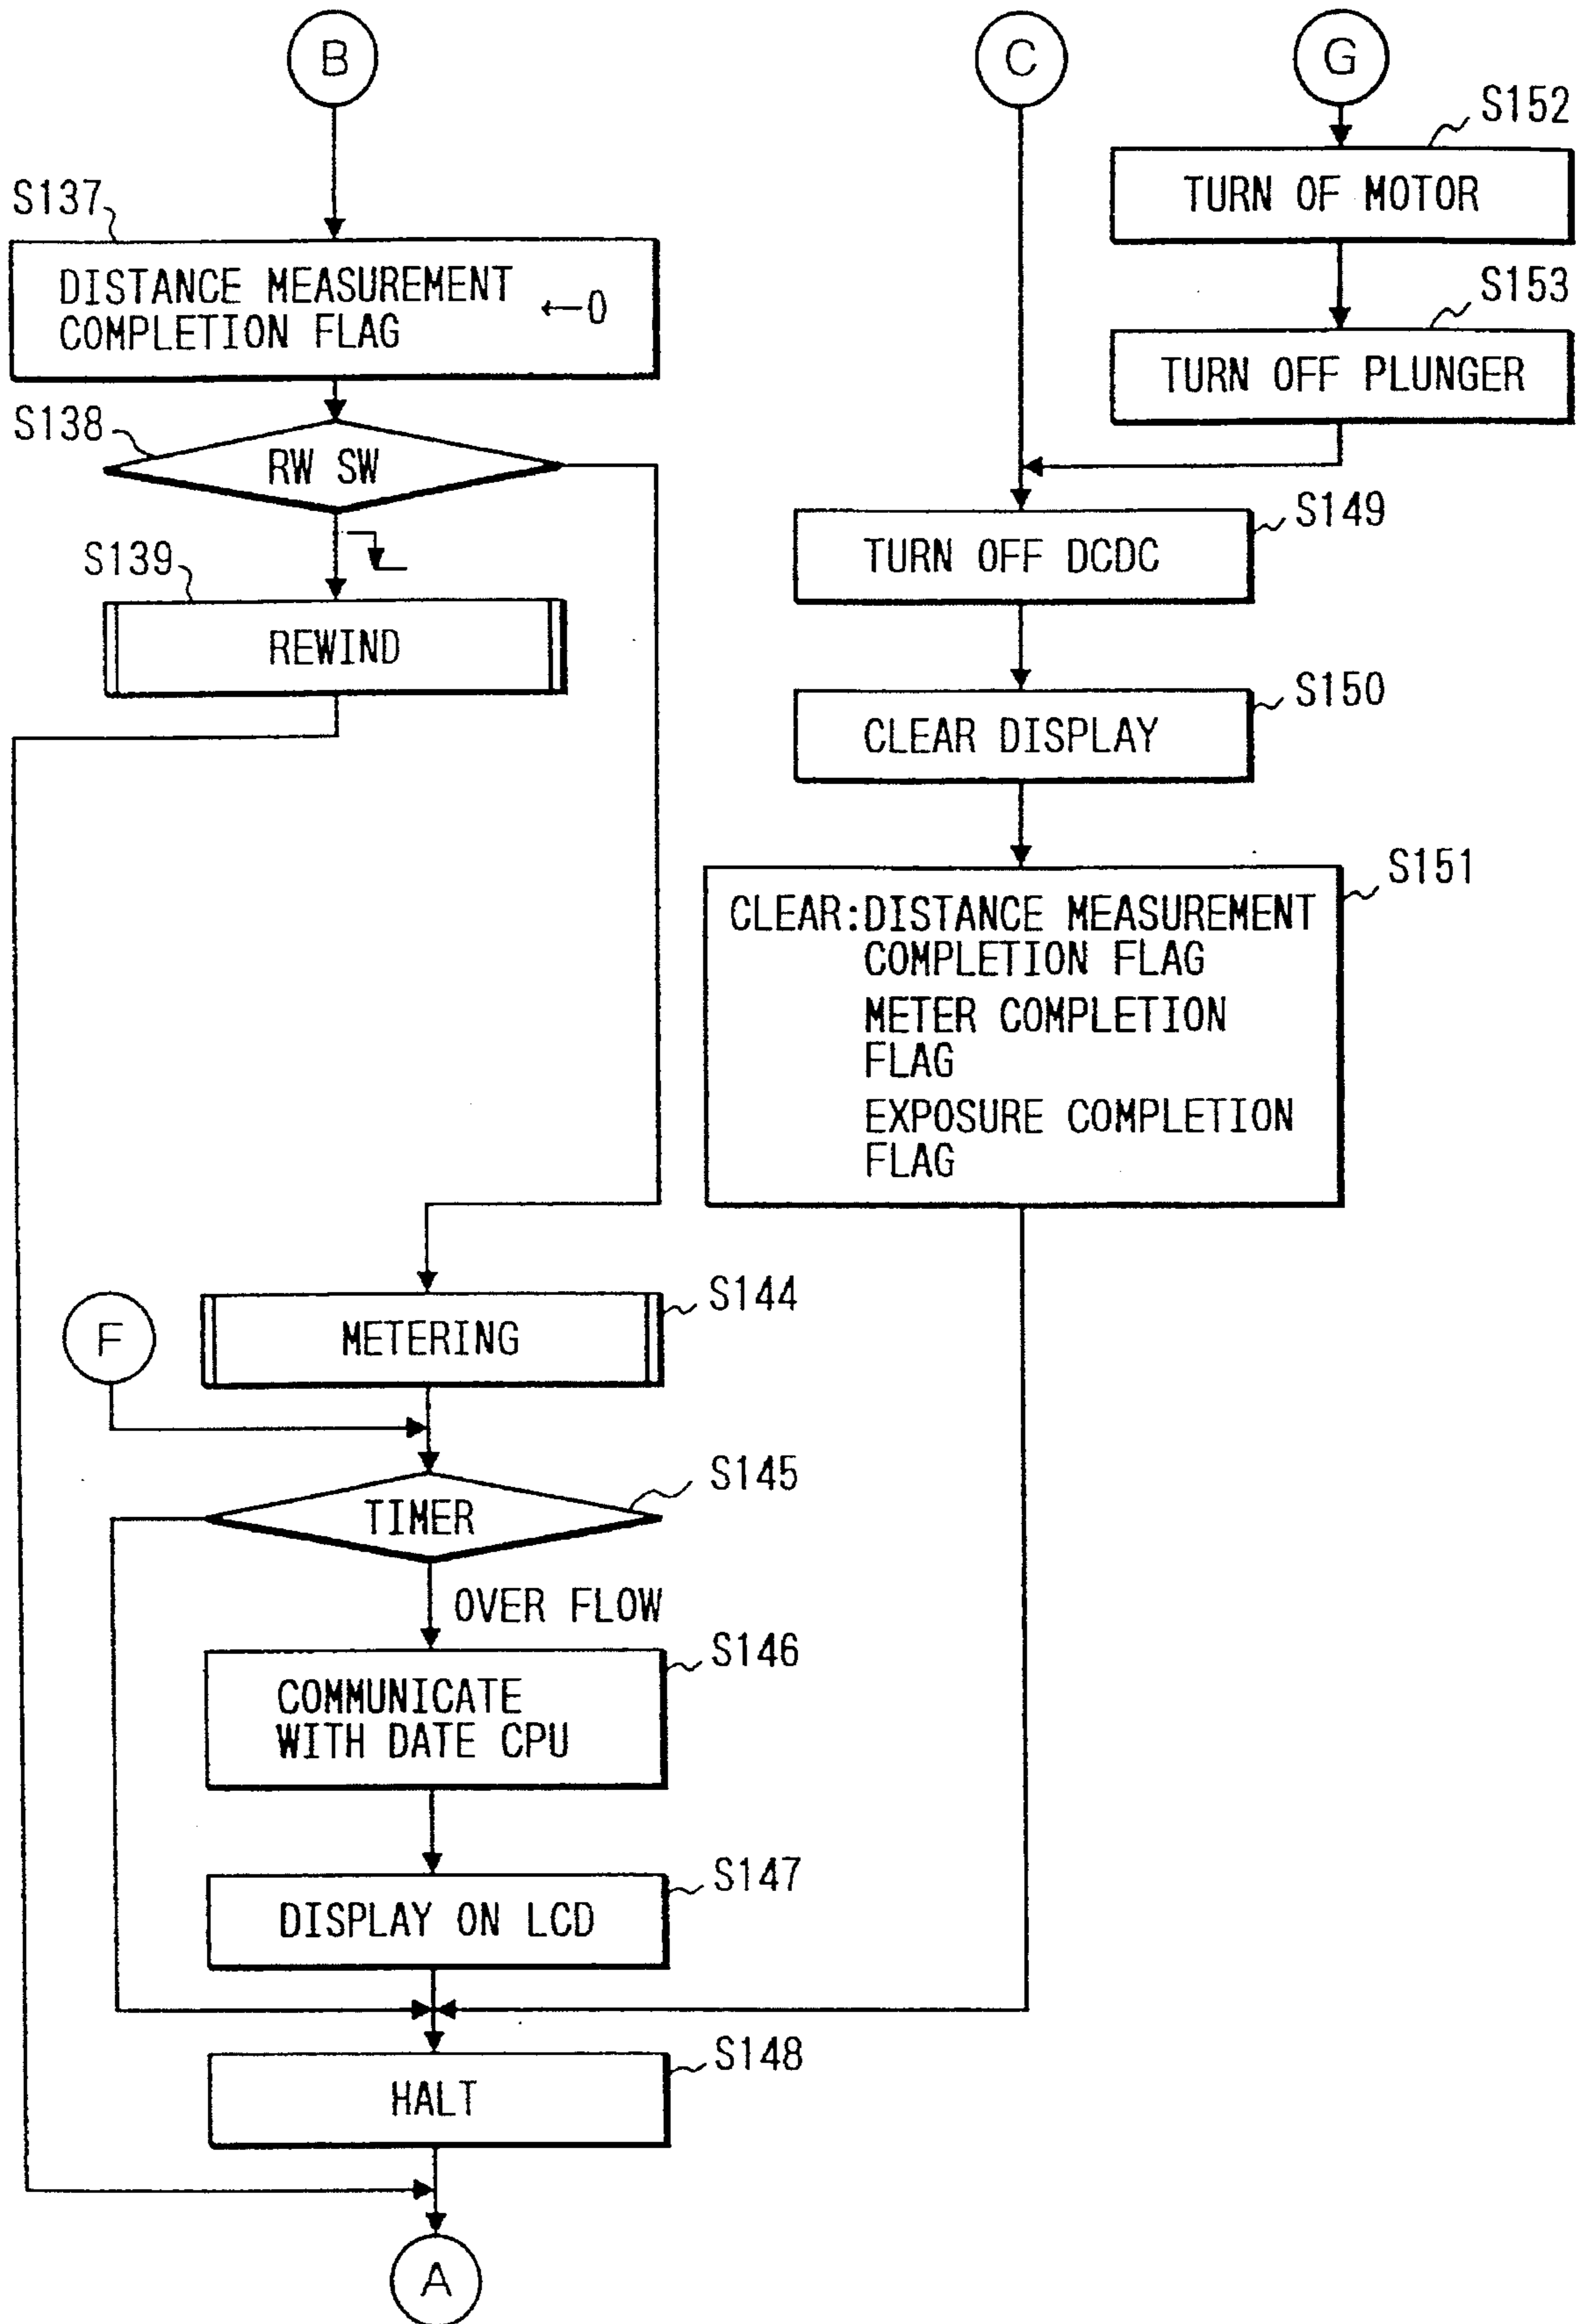 B
S137
DISTANCE MEASUREMENT
COMPLETION FLAG
←0
S138
RW SW
S139
REWIND
S144
METERING
F
S145
TIMER
OVER FLOW
S146
COMMUNICATE
WITH DATE CPU
S147
DISPLAY ON LCD
S148
HALT
A
C
G
S152
TURN OF MOTOR
S153
TURN OFF PLUNGER
S149
TURN OFF DCDC
S150
CLEAR DISPLAY
S151
CLEAR:DISTANCE MEASUREMENT
COMPLETION FLAG
METER COMPLETION
FLAG
EXPOSURE COMPLETION
FLAG